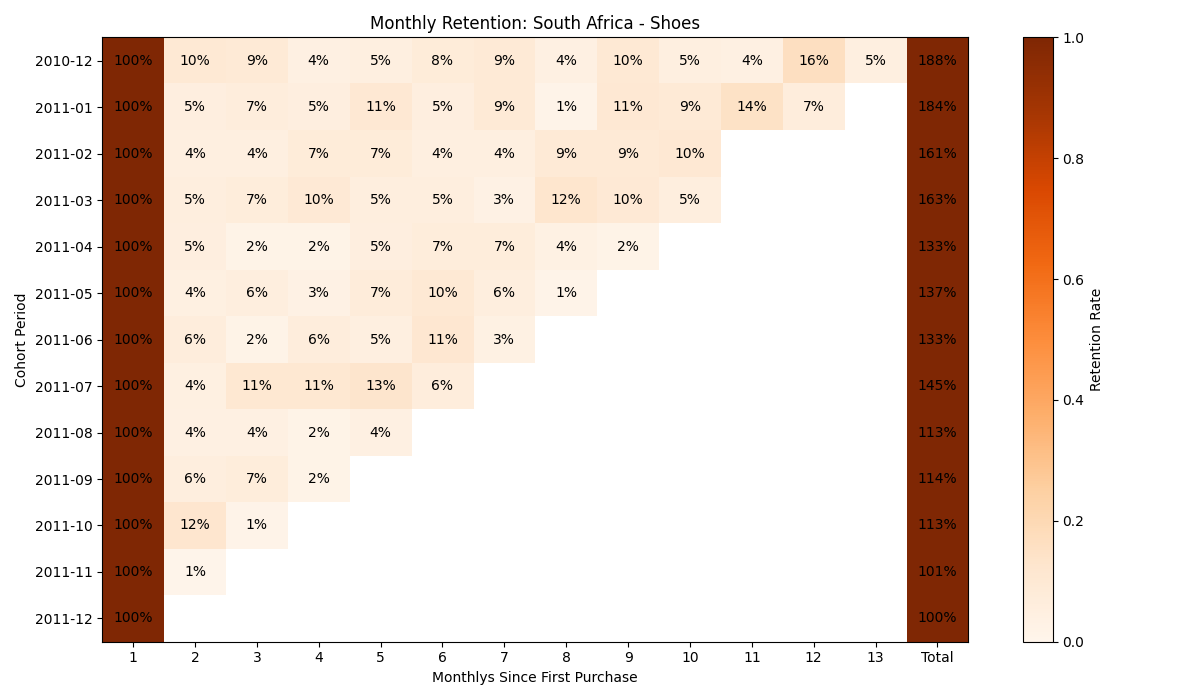 Monthly Retention: South Africa - Shoes
2010-12 100% 10% 9% 4% 5% 8% 9% 4% 10% 5% 4% 16% 5% 188%
2011-01 100% 5% 7% 5% 11% 5% 9% 1% 11% 9% 14% 7% 184%
2011-02 100% 4% 4% 7% 7% 4% 4% 9% 9% 10% 161%
2011-03 100% 5% 7% 10% 5% 5% 3% 12% 10% 5% 163%
2011-04 100% 5% 2% 2% 5% 7% 7% 4% 2% 133%
2011-05 100% 4% 6% 3% 7% 10% 6% 1% 137%
2011-06 100% 6% 2% 6% 5% 11% 3% 133%
2011-07 100% 4% 11% 11% 13% 6% 145%
2011-08 100% 4% 4% 2% 4% 113%
2011-09 100% 6% 7% 2% 114%
2011-10 100% 12% 1% 113%
2011-11 100% 1% 101%
2011-12 100% 100%
1 2 3 4 5 6 7 8 9 10 11 12 13 Total
Monthlys Since First Purchase
Cohort Period
1.0
0.8
0.6
0.4
0.2
0.0
Retention Rate